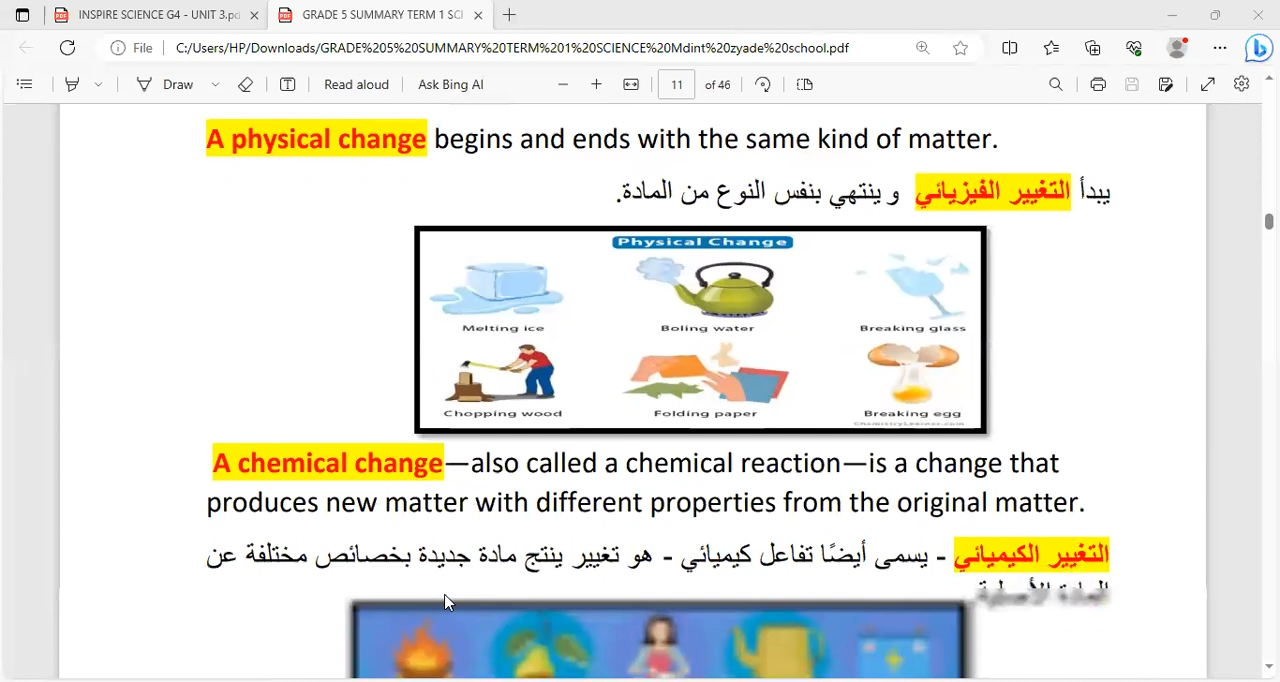 INSPIRE SCIENCE G4 - UNIT 3.pd
GRADE 5 SUMMARY TERM 1 SCI
File
C:/Users/HP/Downloads/GRADE%205%20SUMMARY%20TERM%201%20SCIENCE%20Mdint%20zyade%20school.pdf
Draw
Read aloud
Ask Bing AI
11 of 46
A physical change begins and ends with the same kind of matter.
يبدأ التغيير الفيزيائي و ينتهي بنفس النوع من المادة.
Physical Change
Melting ice
Boling water
Breaking glass
Chopping wood
Folding paper
Breaking egg
ChemistryLearner.com
A chemical change—also called a chemical reaction—is a change that
produces new matter with different properties from the original matter.
التغيير الكيميائي - يسمى أيضًا تفاعل كيميائي - هو تغيير ينتج مادة جديدة بخصائص مختلفة عن
المادة الأصلية